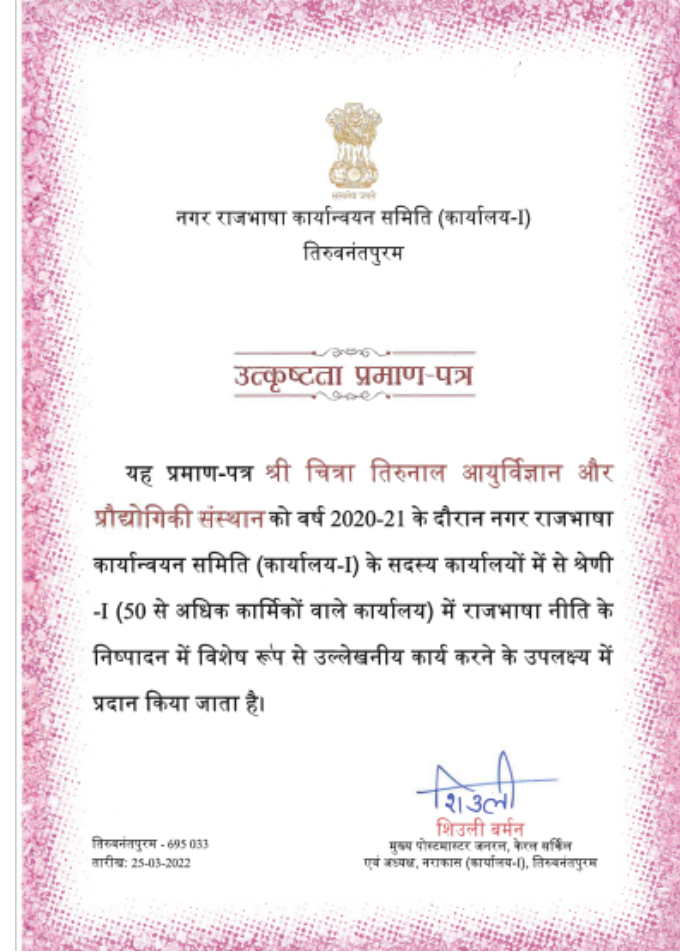 सत्यमेव जयते
नगर राजभाषा कार्यान्वयन समिति (कार्यालय-I)
तिरुवनंतपुरम
उत्कृष्टता प्रमाण-पत्र
यह प्रमाण-पत्र श्री चित्रा तिरुनाल आयुर्विज्ञान और
प्रौद्योगिकी संस्थान को वर्ष 2020-21 के दौरान नगर राजभाषा
कार्यान्वयन समिति (कार्यालय-I) के सदस्य कार्यालयों में से श्रेणी
-I (50 से अधिक कार्मिकों वाले कार्यालय) में राजभाषा नीति के
निष्पादन में विशेष रूप से उल्लेखनीय कार्य करने के उपलक्ष्य में
प्रदान किया जाता है।
शिउली
शिउली बर्मन
मुख्य पोस्टमास्टर जनरल, केरल सर्किल
एवं अध्यक्ष, नराकास (कार्यालय-I), तिरुवनंतपुरम
तिरुवनंतपुरम - 695 033
तारीख: 25-03-2022